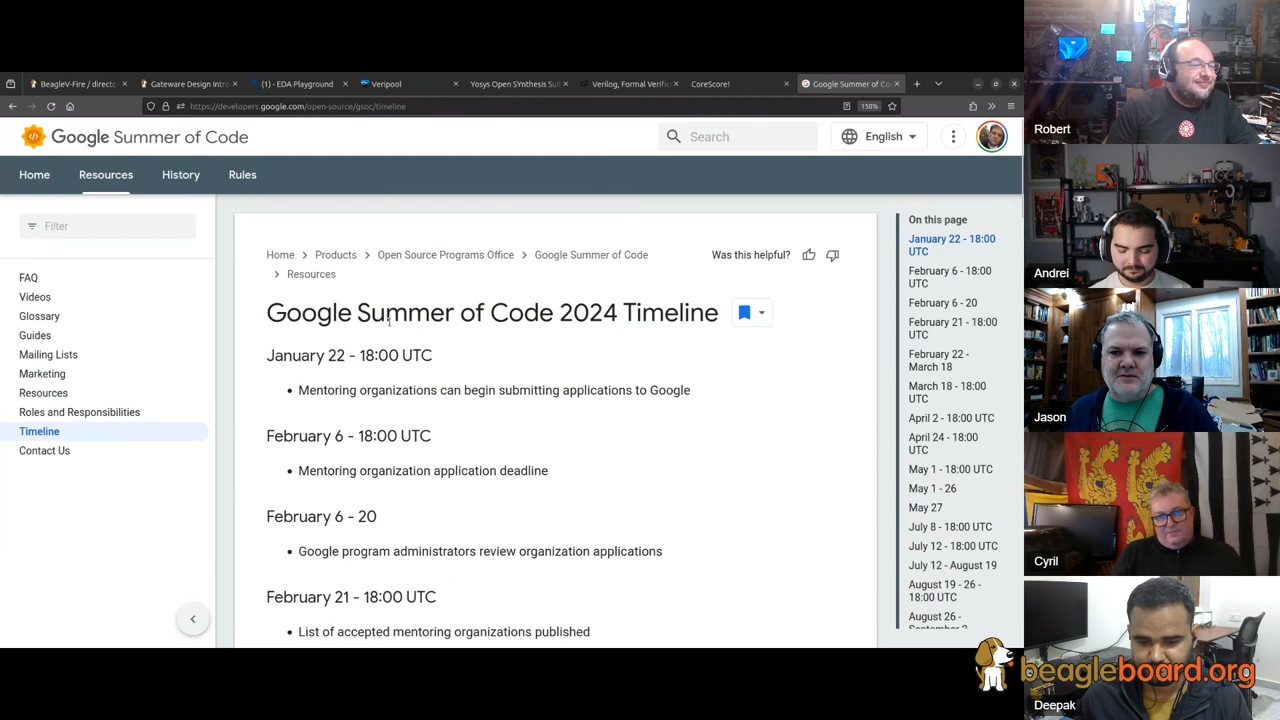 BeagleV-Fire / directo
Gateware Design Intro
(1) - EDA Playground
Veripool
Yosys Open SYnthesis Sui
Verilog, Formal Verific
CoreScore!
Google Summer of Co
https://developers.google.com/open-source/gsoc/timeline
150%
Google Summer of Code
Search
English
Home
Resources
History
Rules
Filter
FAQ
Videos
Glossary
Guides
Mailing Lists
Marketing
Resources
Roles and Responsibilities
Timeline
Contact Us
Home
Products
Open Source Programs Office
Google Summer of Code
Resources
Was this helpful?
Google Summer of Code 2024 Timeline
January 22 - 18:00 UTC
• Mentoring organizations can begin submitting applications to Google
February 6 - 18:00 UTC
• Mentoring organization application deadline
February 6 - 20
• Google program administrators review organization applications
February 21 - 18:00 UTC
• List of accepted mentoring organizations published
On this page
January 22 - 18:00
UTC
February 6 - 18:00
UTC
February 6 - 20
February 21 - 18:00
UTC
February 22 -
March 18
March 18 - 18:00
UTC
April 2 - 18:00 UTC
April 24 - 18:00
UTC
May 1 - 18:00 UTC
May 1 - 26
May 27
July 8 - 18:00 UTC
July 12 - 18:00 UTC
July 12 - August 19
August 19 - 26 -
18:00 UTC
August 26 -
September 2
Robert
Andrei
Jason
Cyril
Deepak
beagleboard.org